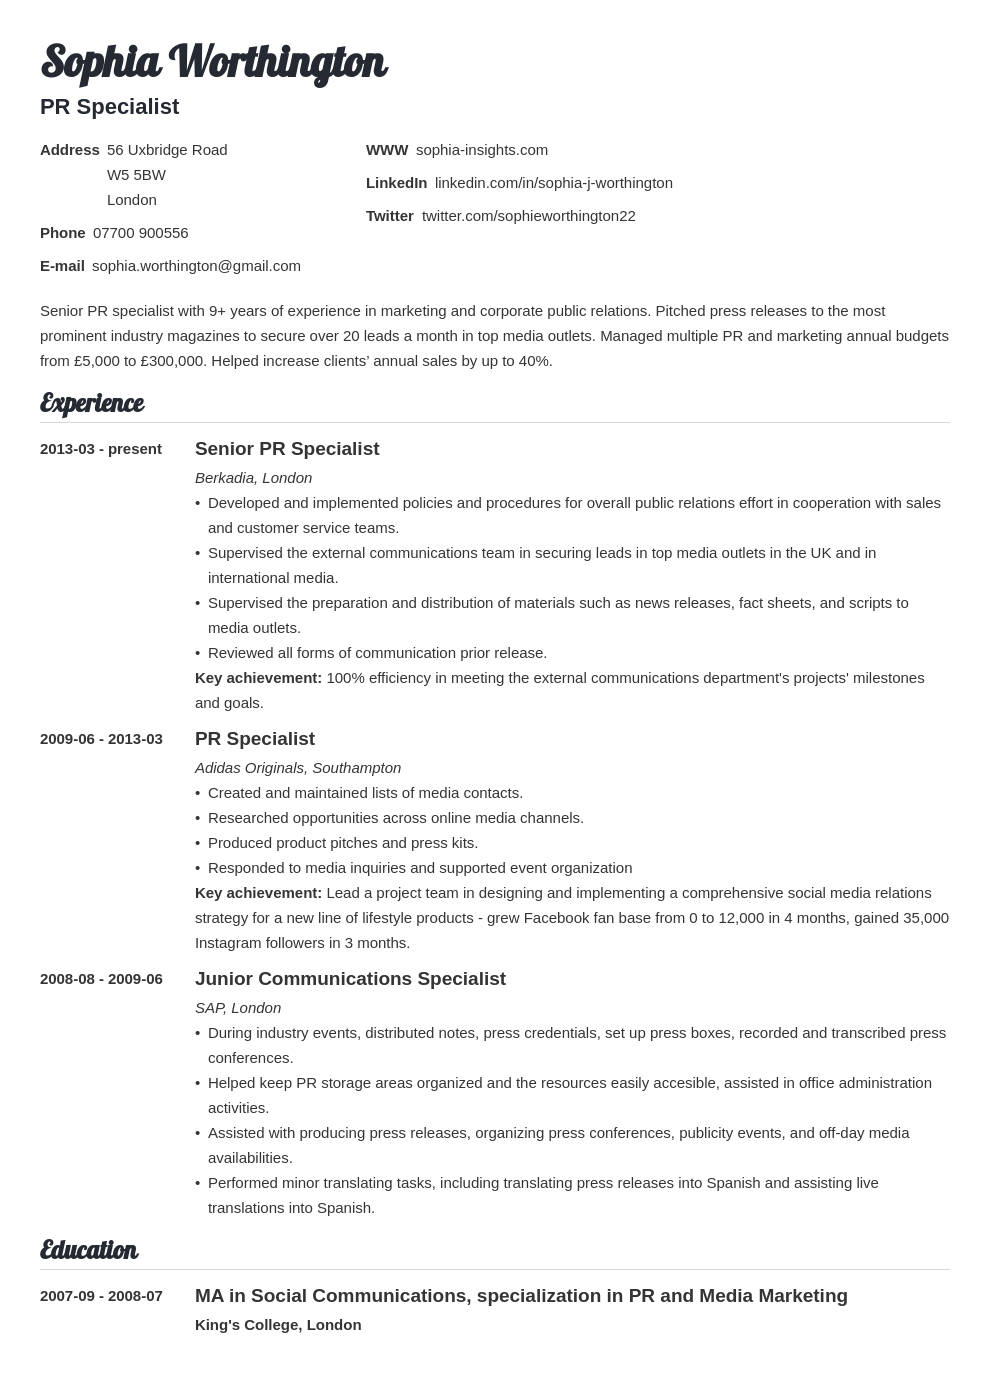 Sophia Worthington
PR Specialist
Address 56 Uxbridge Road
W5 5BW
London
Phone 07700 900556
E-mail sophia.worthington@gmail.com
WWW sophia-insights.com
LinkedIn linkedin.com/in/sophia-j-worthington
Twitter twitter.com/sophieworthington22
Senior PR specialist with 9+ years of experience in marketing and corporate public relations. Pitched press releases to the most
prominent industry magazines to secure over 20 leads a month in top media outlets. Managed multiple PR and marketing annual budgets
from £5,000 to £300,000. Helped increase clients’ annual sales by up to 40%.
Experience
2013-03 - present Senior PR Specialist
Berkadia, London
• Developed and implemented policies and procedures for overall public relations effort in cooperation with sales
and customer service teams.
• Supervised the external communications team in securing leads in top media outlets in the UK and in
international media.
• Supervised the preparation and distribution of materials such as news releases, fact sheets, and scripts to
media outlets.
• Reviewed all forms of communication prior release.
Key achievement: 100% efficiency in meeting the external communications department's projects' milestones
and goals.
2009-06 - 2013-03 PR Specialist
Adidas Originals, Southampton
• Created and maintained lists of media contacts.
• Researched opportunities across online media channels.
• Produced product pitches and press kits.
• Responded to media inquiries and supported event organization
Key achievement: Lead a project team in designing and implementing a comprehensive social media relations
strategy for a new line of lifestyle products - grew Facebook fan base from 0 to 12,000 in 4 months, gained 35,000
Instagram followers in 3 months.
2008-08 - 2009-06 Junior Communications Specialist
SAP, London
• During industry events, distributed notes, press credentials, set up press boxes, recorded and transcribed press
conferences.
• Helped keep PR storage areas organized and the resources easily accesible, assisted in office administration
activities.
• Assisted with producing press releases, organizing press conferences, publicity events, and off-day media
availabilities.
• Performed minor translating tasks, including translating press releases into Spanish and assisting live
translations into Spanish.
Education
2007-09 - 2008-07 MA in Social Communications, specialization in PR and Media Marketing
King's College, London